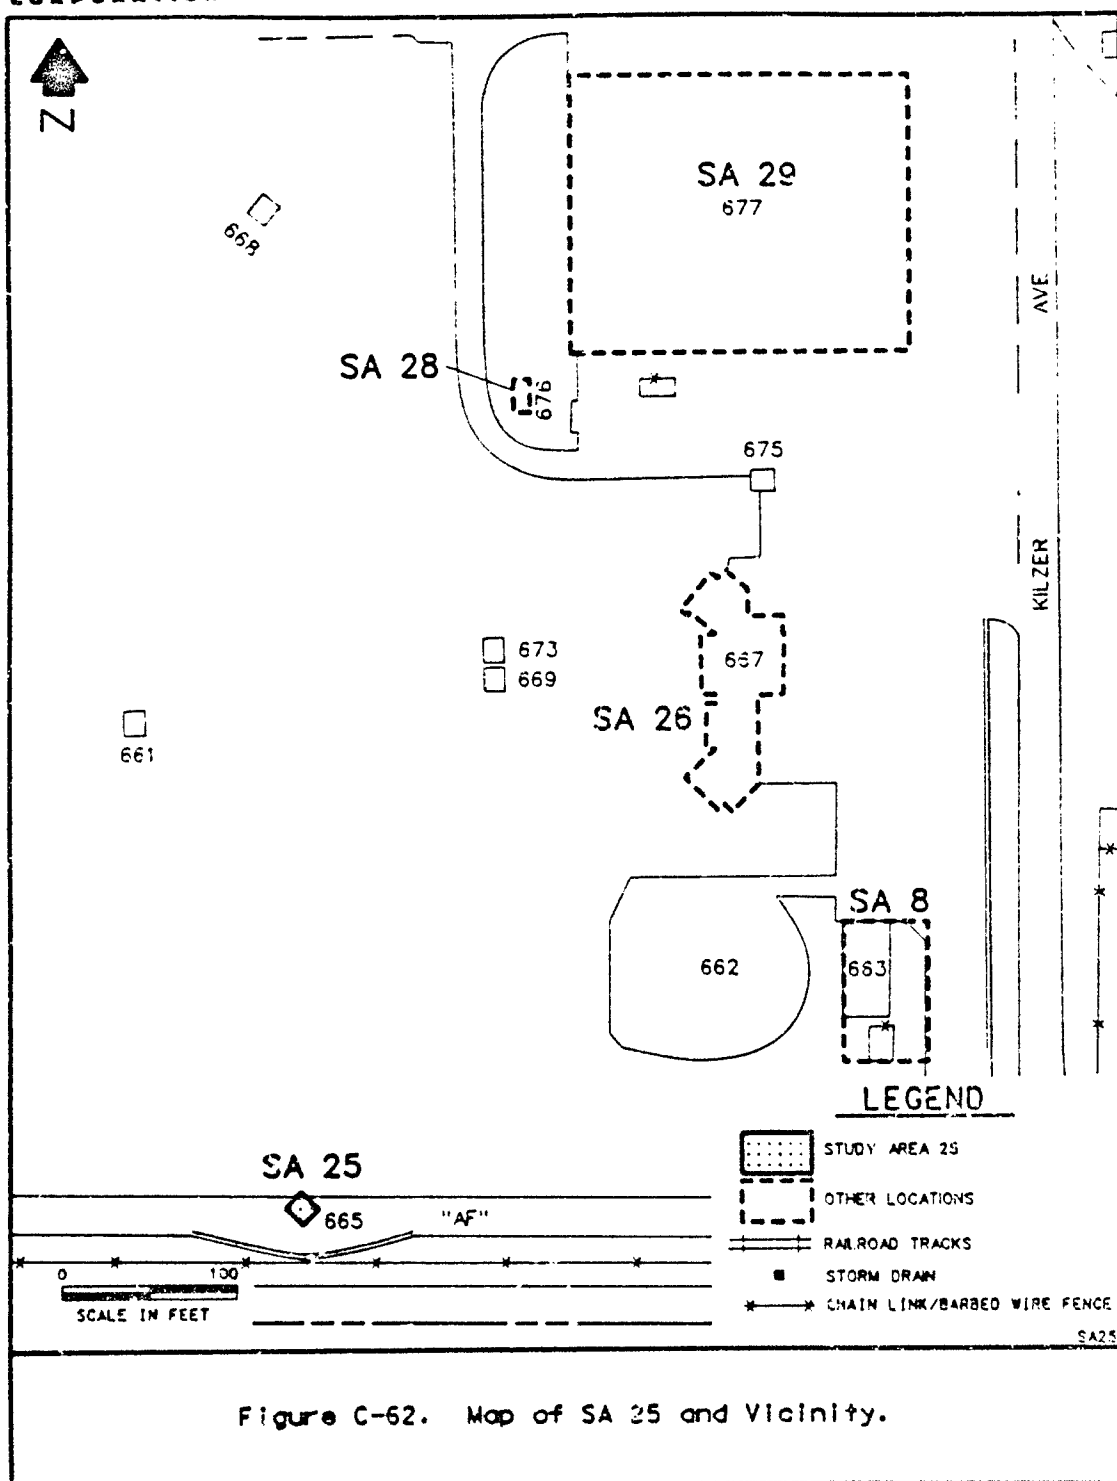 N
SA 29
677
668
AVE
SA 28
676
675
KILZER
673
669
667
SA 26
661
SA 8
662
663
LEGEND
STUDY AREA 25
SA 25
OTHER LOCATIONS
665
"AF"
RAILROAD TRACKS
0 100
STORM DRAIN
SCALE IN FEET
CHAIN LINK/BARBED WIRE FENCE
SA25
Figure C-62. Map of SA 25 and Vicinity.